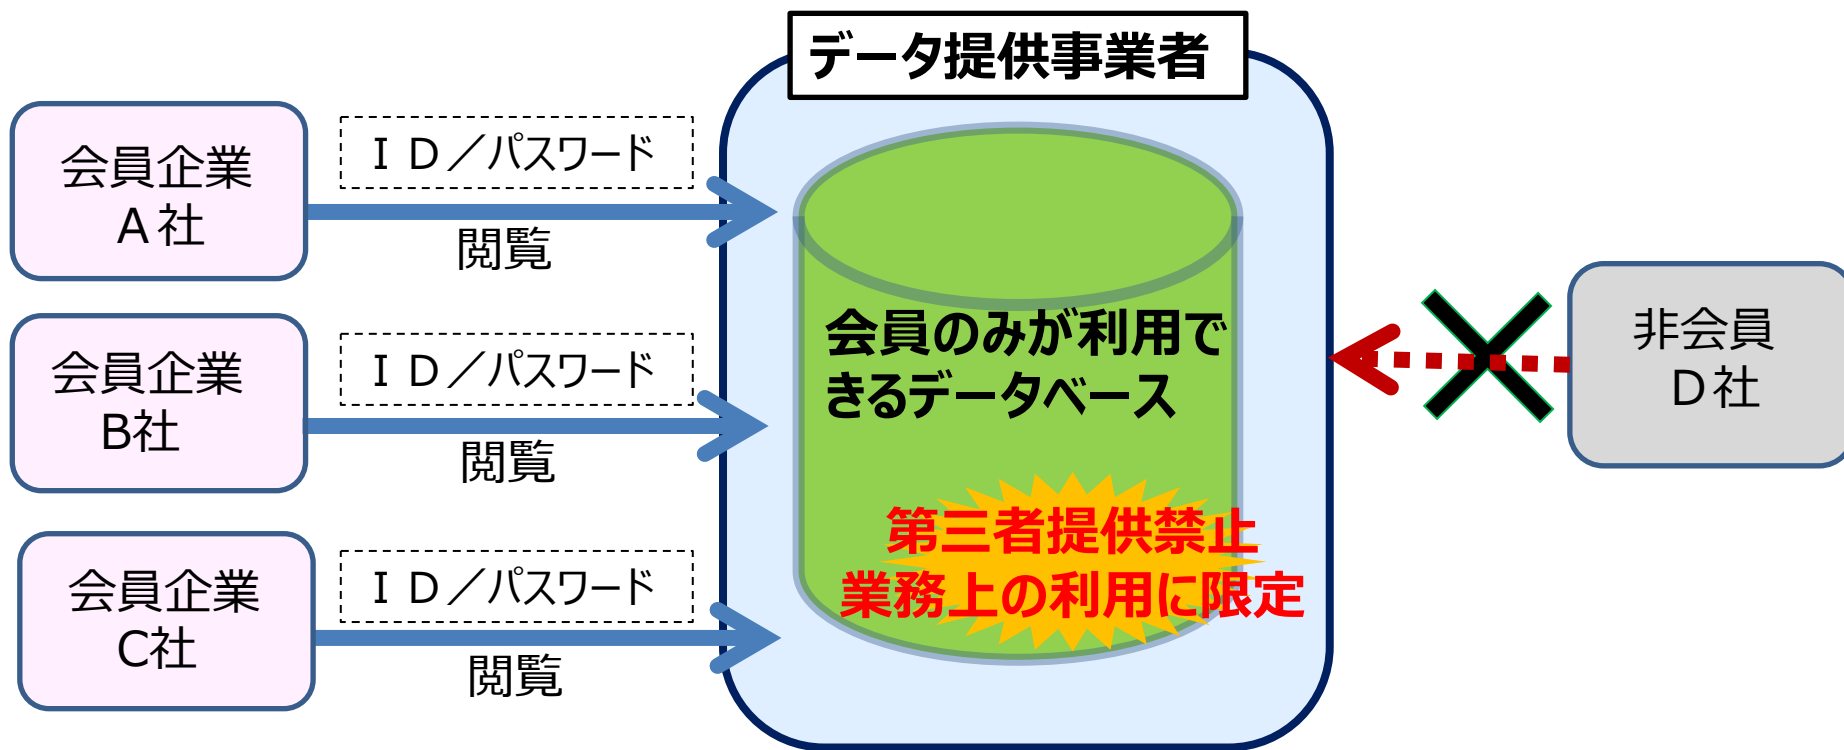 データ提供事業者
会員企業
A社
ＩＤ／パスワード
閲覧
会員企業
B社
ＩＤ／パスワード
閲覧
会員企業
C社
ＩＤ／パスワード
閲覧
会員のみが利用で
きるデータベース
第三者提供禁止
業務上の利用に限定
非会員
D社